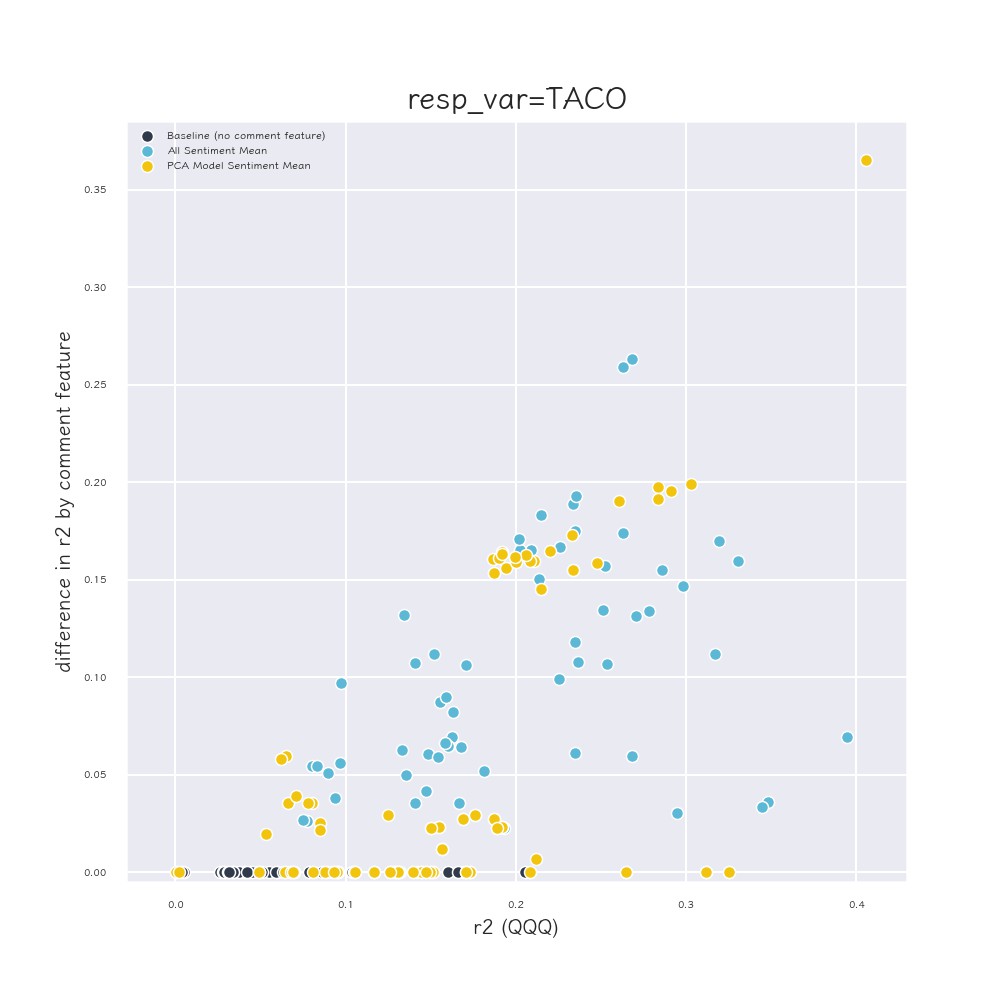 resp_var=TACO
Baseline (no comment feature)
All Sentiment Mean
PCA Model Sentiment Mean
difference in r2 by comment feature
0.35
0.30
0.25
0.20
0.15
0.10
0.05
0.00
0.0 0.1 0.2 0.3 0.4
r2 (QQQ)